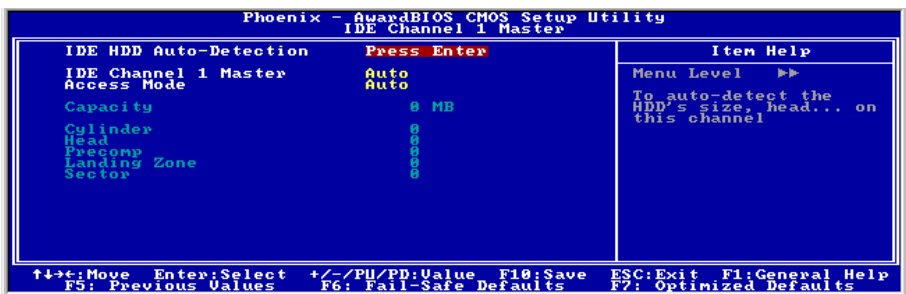 Phoenix - AwardBIOS CMOS Setup Utility
IDE Channel 1 Master
IDE HDD Auto-Detection Press Enter
IDE Channel 1 Master Auto
Access Mode Auto
Capacity 0 MB
Cylinder 0
Head 0
Precomp 0
Landing Zone 0
Sector 0
Item Help
Menu Level ▶▶
To auto-detect the
HDD's size, head... on
this channel
↑↓→←:Move Enter:Select +/-/PU/PD:Value F10:Save ESC:Exit F1:General Help
F5: Previous Values F6: Fail-Safe Defaults F7: Optimized Defaults